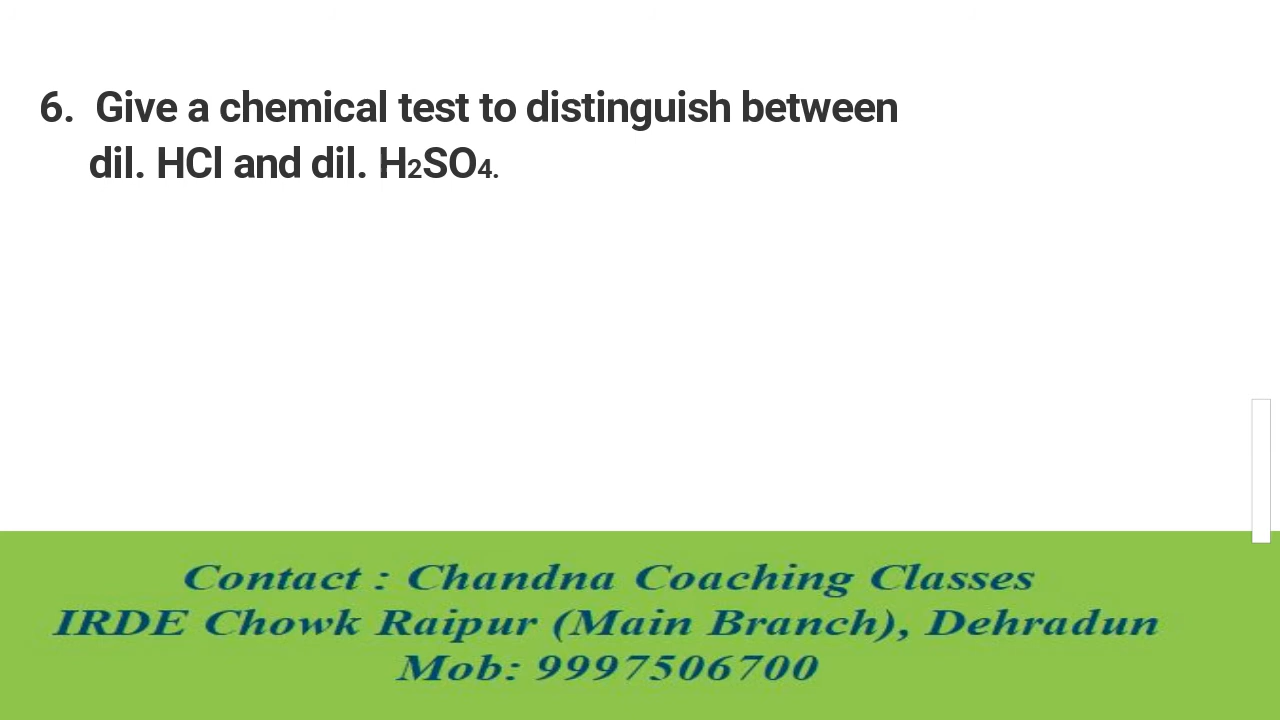 6. Give a chemical test to distinguish between
dil. HCl and dil. H₂SO₄.
Contact : Chandna Coaching Classes
IRDE Chowk Raipur (Main Branch), Dehradun
Mob: 9997506700